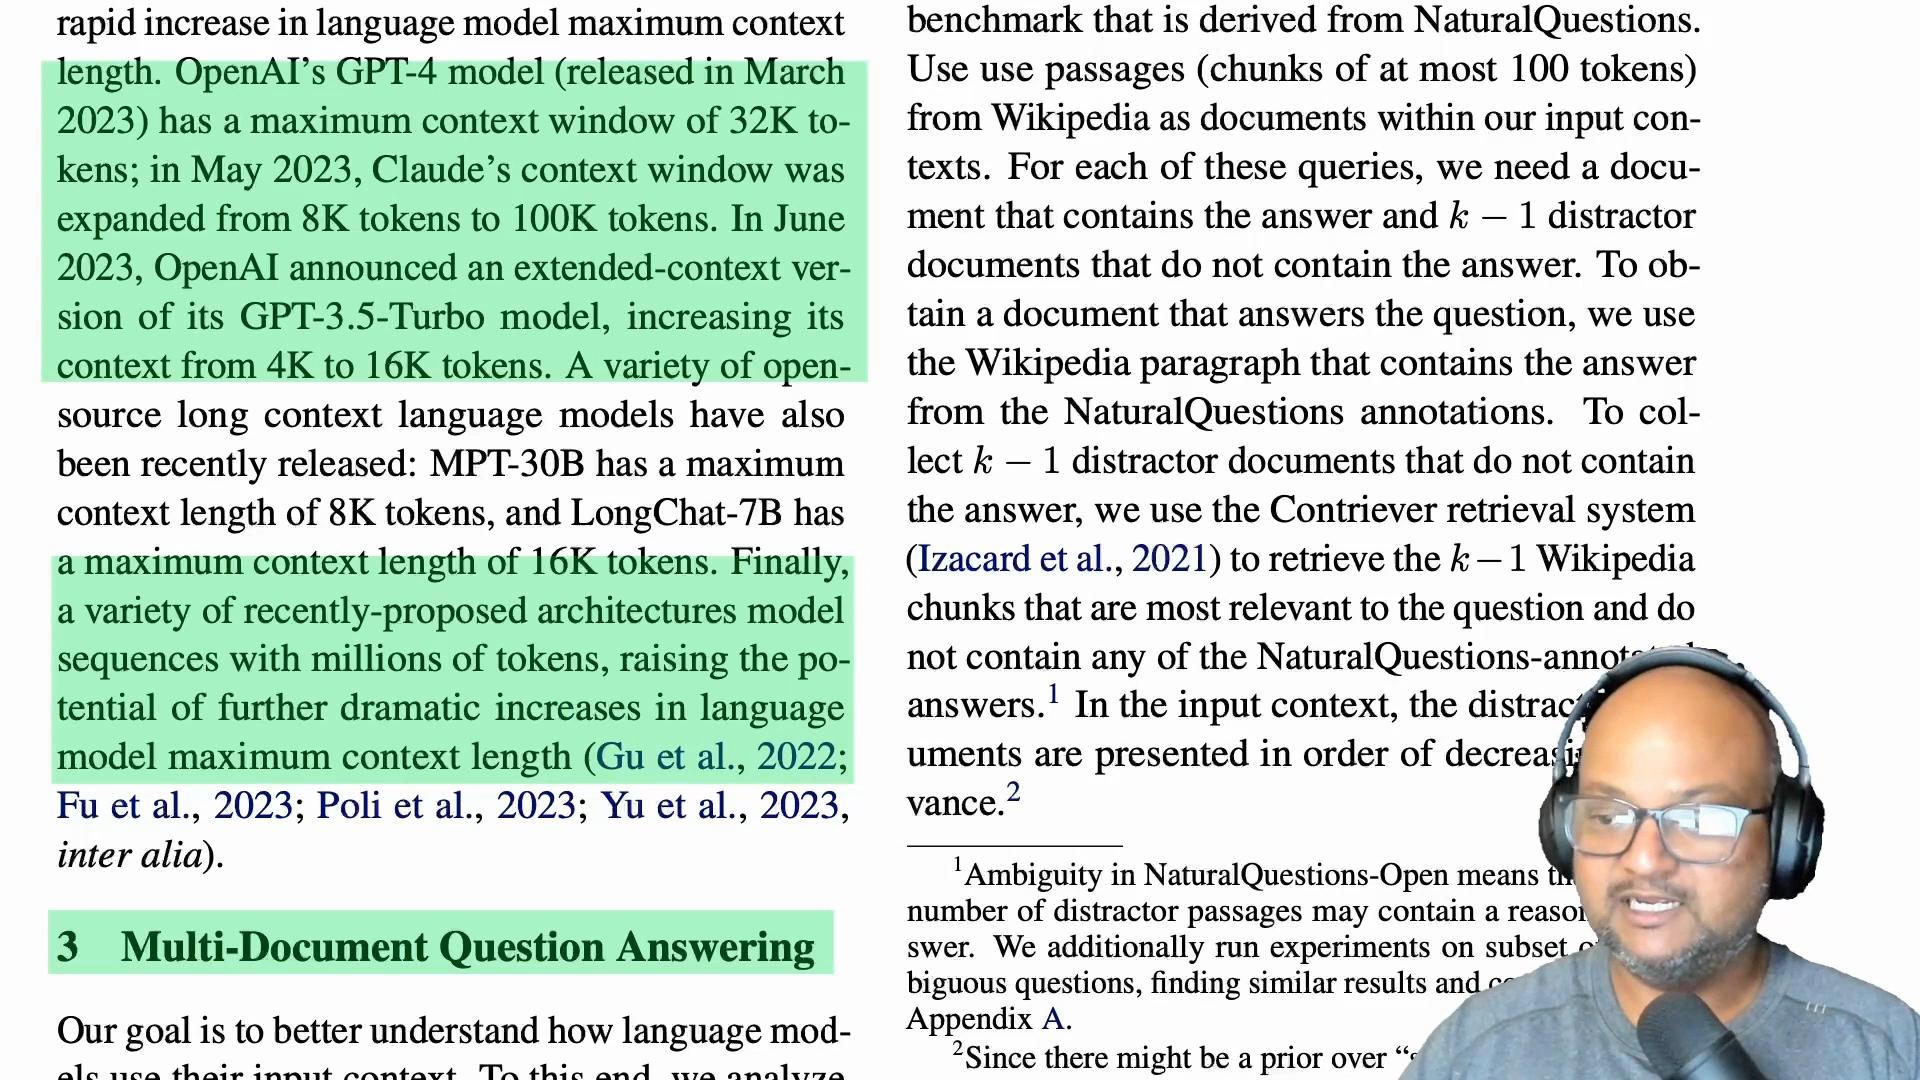 rapid increase in language model maximum context
length. OpenAI's GPT-4 model (released in March
2023) has a maximum context window of 32K to-
kens; in May 2023, Claude's context window was
expanded from 8K tokens to 100K tokens. In June
2023, OpenAI announced an extended-context ver-
sion of its GPT-3.5-Turbo model, increasing its
context from 4K to 16K tokens. A variety of open-
source long context language models have also
been recently released: MPT-30B has a maximum
context length of 8K tokens, and LongChat-7B has
a maximum context length of 16K tokens. Finally,
a variety of recently-proposed architectures model
sequences with millions of tokens, raising the po-
tential of further dramatic increases in language
model maximum context length (Gu et al., 2022;
Fu et al., 2023; Poli et al., 2023; Yu et al., 2023,
inter alia).
3 Multi-Document Question Answering
Our goal is to better understand how language mod-
els use their input context. To this end, we analyze
benchmark that is derived from NaturalQuestions.
Use use passages (chunks of at most 100 tokens)
from Wikipedia as documents within our input con-
texts. For each of these queries, we need a docu-
ment that contains the answer and k − 1 distractor
documents that do not contain the answer. To ob-
tain a document that answers the question, we use
the Wikipedia paragraph that contains the answer
from the NaturalQuestions annotations. To col-
lect k − 1 distractor documents that do not contain
the answer, we use the Contriever retrieval system
(Izacard et al., 2021) to retrieve the k − 1 Wikipedia
chunks that are most relevant to the question and do
not contain any of the NaturalQuestions-annotated
answers.1 In the input context, the distrac
uments are presented in order of decreasi
vance.2
1Ambiguity in NaturalQuestions-Open means
number of distractor passages may contain a reaso
swer. We additionally run experiments on subset
biguous questions, finding similar results and
Appendix A.
2Since there might be a prior over